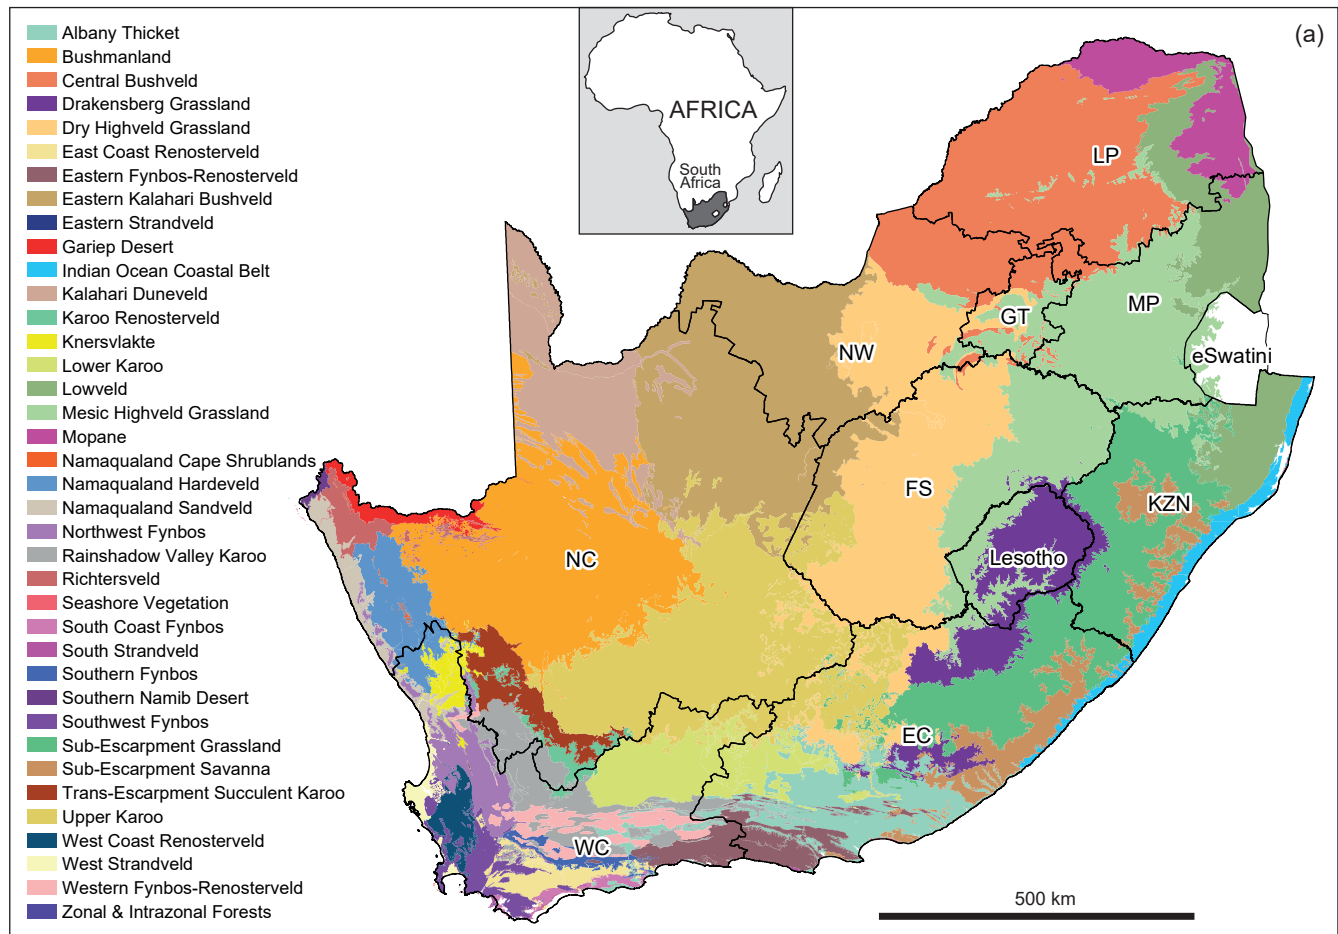 (a)
Albany Thicket
Bushmanland
Central Bushveld
Drakensberg Grassland
Dry Highveld Grassland
East Coast Renosterveld
Eastern Fynbos-Renosterveld
Eastern Kalahari Bushveld
Eastern Strandveld
Gariep Desert
Indian Ocean Coastal Belt
Kalahari Duneveld
Karoo Renosterveld
Knersvlakte
Lower Karoo
Lowveld
Mesic Highveld Grassland
Mopane
Namaqualand Cape Shrublands
Namaqualand Hardeveld
Namaqualand Sandveld
Northwest Fynbos
Rainshadow Valley Karoo
Richtersveld
Seashore Vegetation
South Coast Fynbos
South Strandveld
Southern Fynbos
Southern Namib Desert
Southwest Fynbos
Sub-Escarpment Grassland
Sub-Escarpment Savanna
Trans-Escarpment Succulent Karoo
Upper Karoo
West Coast Renosterveld
West Strandveld
Western Fynbos-Renosterveld
Zonal & Intrazonal Forests
AFRICA
South
Africa
LP
MP
GT
NW
eSwatini
FS
KZN
Lesotho
NC
EC
WC
500 km